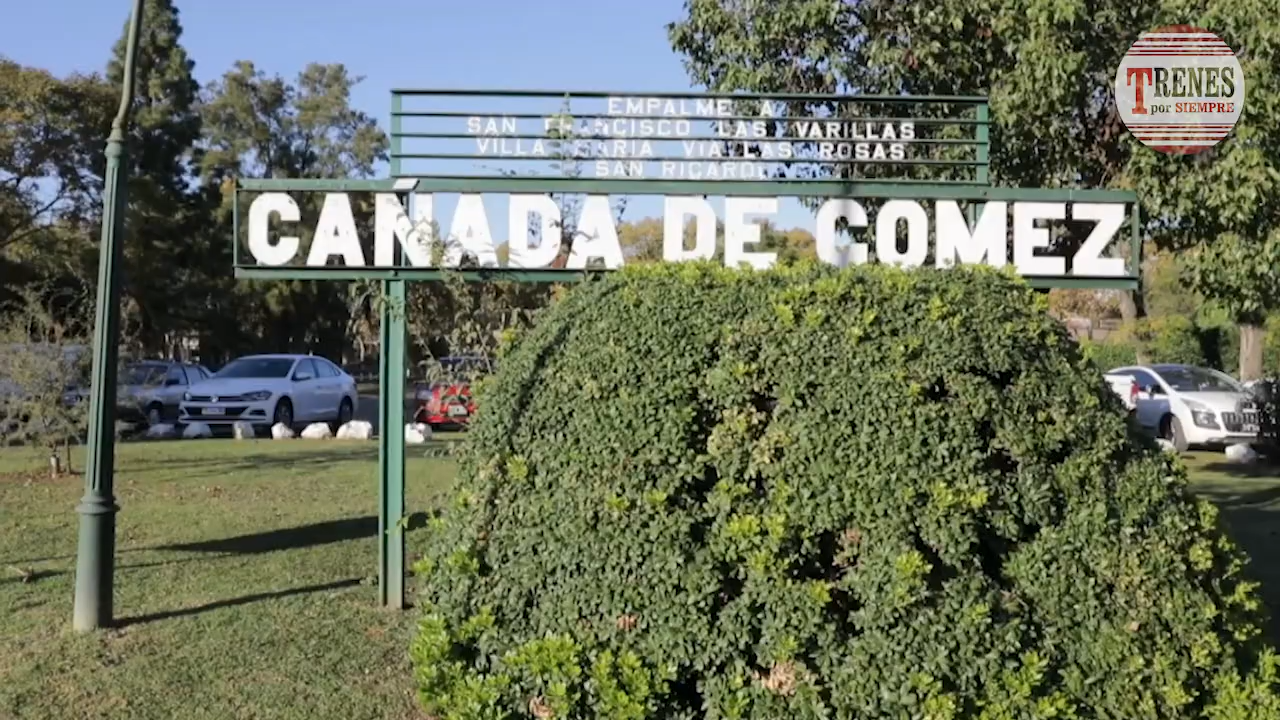 EMPALME A
SAN FRANCISCO LAS VARILLAS
VILLA MARIA VIA LAS ROSAS
SAN RICARDO
CAÑADA DE GOMEZ
TRENES
por SIEMPRE